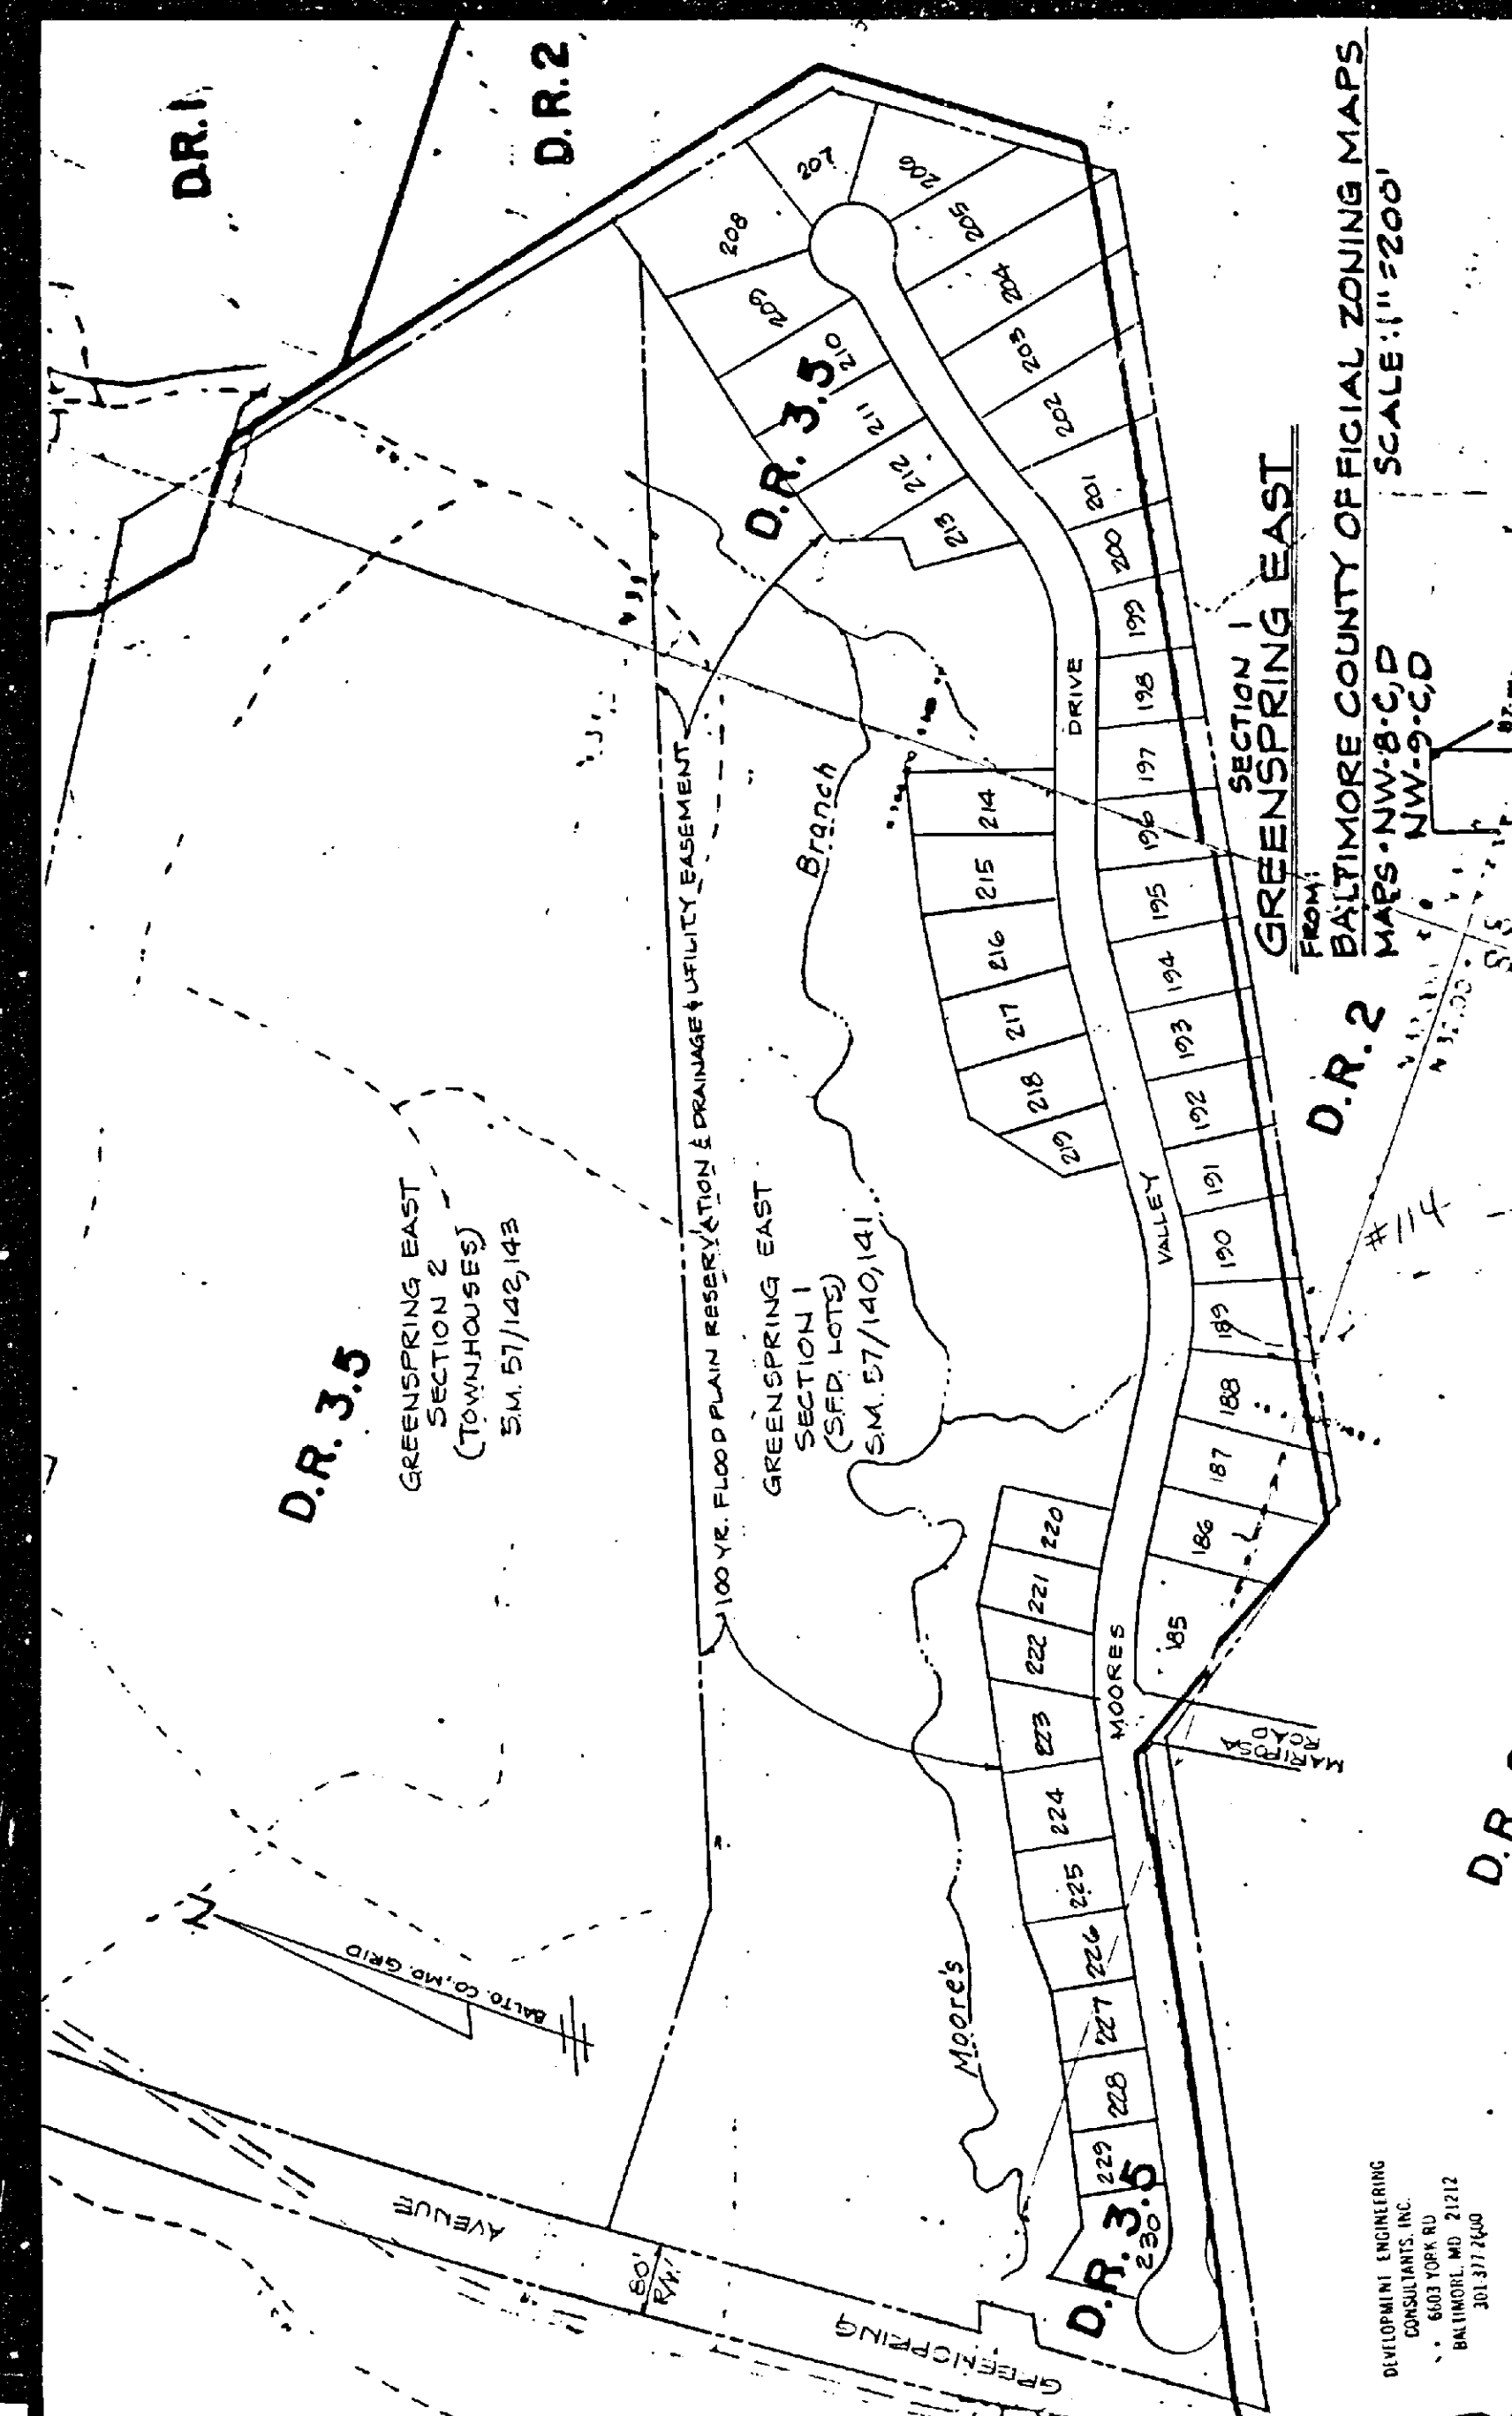 D.R.1
D.R.2
D.R. 3.5
GREENSPRING EAST
SECTION 2
(TOWNHOUSES)
S.M. 57/142,143
100 YR. FLOOD PLAIN RESERVATION & DRAINAGE & UTILITY EASEMENT
GREENSPRING EAST
SECTION 1
(S.F.D. LOTS)
S.M. 57/140,141
Moore's
Branch
D.R. 3.5
D.R. 3.5
MOORES
VALLEY
DRIVE
185
186
187
188
189
190
191
192
193
194
195
196
197
198
199
200
201
202
203
204
205
206
207
208
209
210
211
212
213
214
215
216
217
218
219
220
221
222
223
224
225
226
227
228
229
230
MARIPOSA
ROAD
N
BALTO. CO., MD. GRID
GREENSPRING
AVENUE
80'
R/W
D.R. 2
#114
SECTION 1
GREENSPRING EAST
FROM:
BALTIMORE COUNTY OFFICIAL ZONING MAPS
MAPS • NW-8-C,D
NW-9-C,D
SCALE: 1" = 200'
D.R.
DEVELOPMENT ENGINEERING
CONSULTANTS, INC.
6603 YORK RD
BALTIMORE, MD 21212
301-377-2600